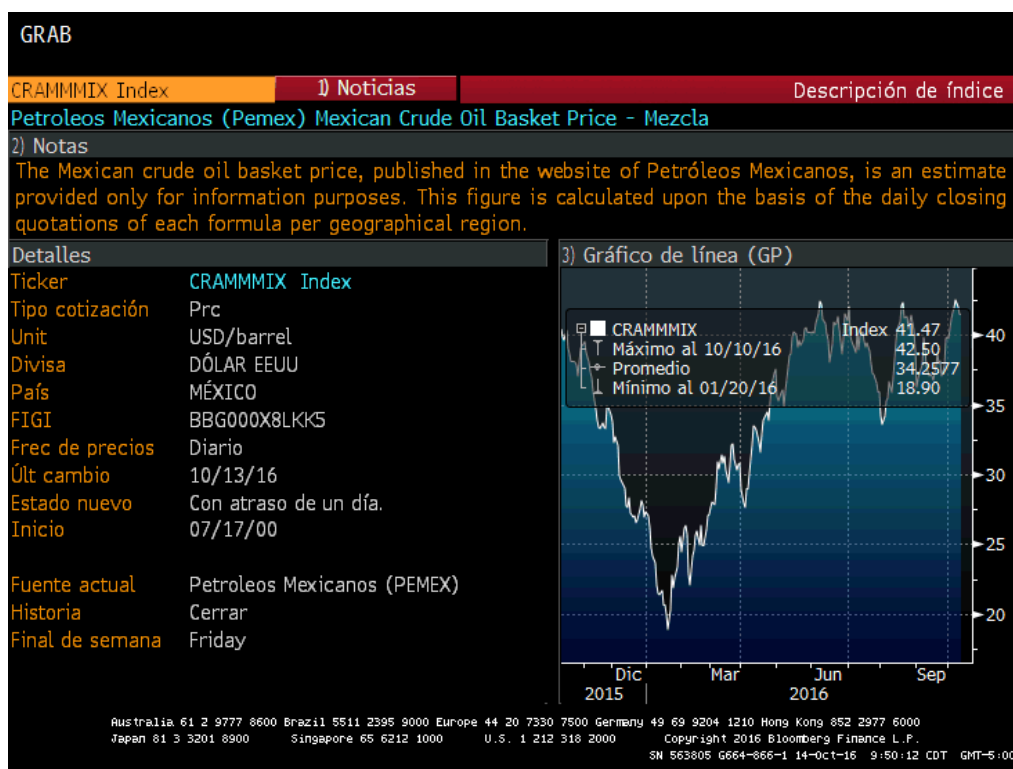 GRAB
CRAMMMIX Index 1) Noticias Descripción de índice
Petroleos Mexicanos (Pemex) Mexican Crude Oil Basket Price - Mezcla
2) Notas
The Mexican crude oil basket price, published in the website of Petróleos Mexicanos, is an estimate
provided only for information purposes. This figure is calculated upon the basis of the daily closing
quotations of each formula per geographical region.
Detalles
Ticker CRAMMMIX Index
Tipo cotización Prc
Unit USD/barrel
Divisa DÓLAR EEUU
País MÉXICO
FIGI BBG000X8LKK5
Frec de precios Diario
Últ cambio 10/13/16
Estado nuevo Con atraso de un día.
Inicio 07/17/00
Fuente actual Petroleos Mexicanos (PEMEX)
Historia Cerrar
Final de semana Friday
3) Gráfico de línea (GP)
CRAMMMIX Index 41.47
Máximo al 10/10/16 42.50
Promedio 34.2577
Mínimo al 01/20/16 18.90
40
35
30
25
20
Dic Mar Jun Sep
2015 2016
Australia 61 2 9777 8600 Brazil 5511 2395 9000 Europe 44 20 7330 7500 Germany 49 69 9204 1210 Hong Kong 852 2977 6000
Japan 81 3 3201 8900 Singapore 65 6212 1000 U.S. 1 212 318 2000 Copyright 2016 Bloomberg Finance L.P.
SN 563805 G664-866-1 14-Oct-16 9:50:12 CDT GMT-5:00